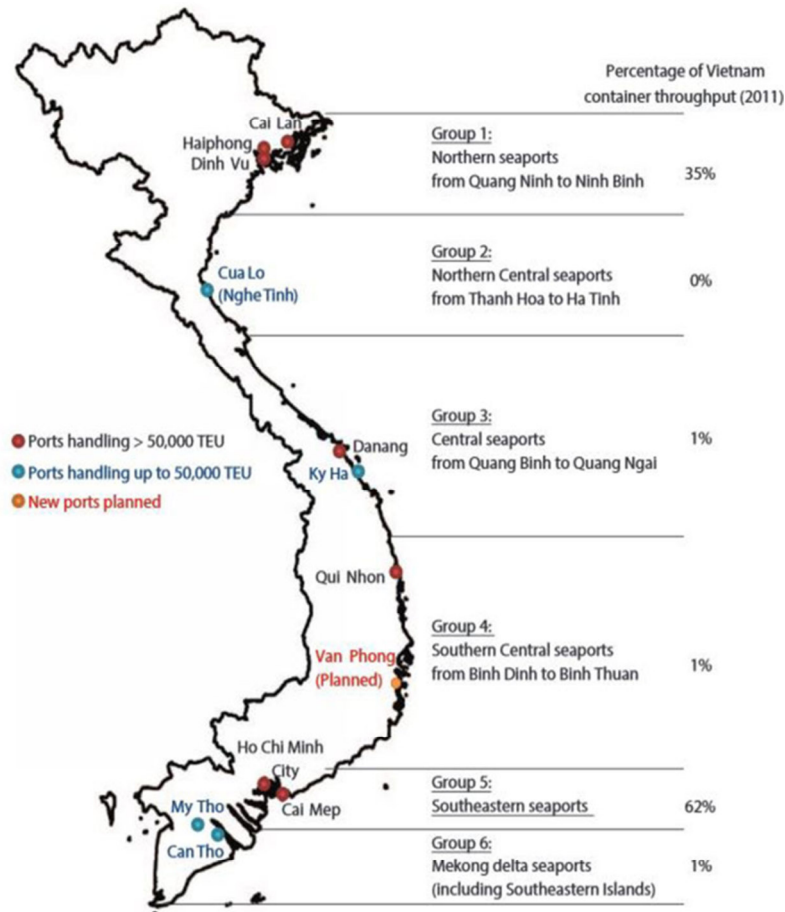 Percentage of Vietnam
container throughput (2011)
Cai Lan
Haiphong
Dinh Vu
Group 1:
Northern seaports
from Quang Ninh to Ninh Binh
35%
Cua Lo
(Nghe Tinh)
Group 2:
Northern Central seaports
from Thanh Hoa to Ha Tinh
0%
Ports handling > 50,000 TEU
Ports handling up to 50,000 TEU
New ports planned
Danang
Ky Ha
Group 3:
Central seaports
from Quang Binh to Quang Ngai
1%
Qui Nhon
Van Phong
(Planned)
Group 4:
Southern Central seaports
from Binh Dinh to Binh Thuan
1%
Ho Chi Minh
City
Cai Mep
Group 5:
Southeastern seaports
62%
My Tho
Can Tho
Group 6:
Mekong delta seaports
(including Southeastern Islands)
1%